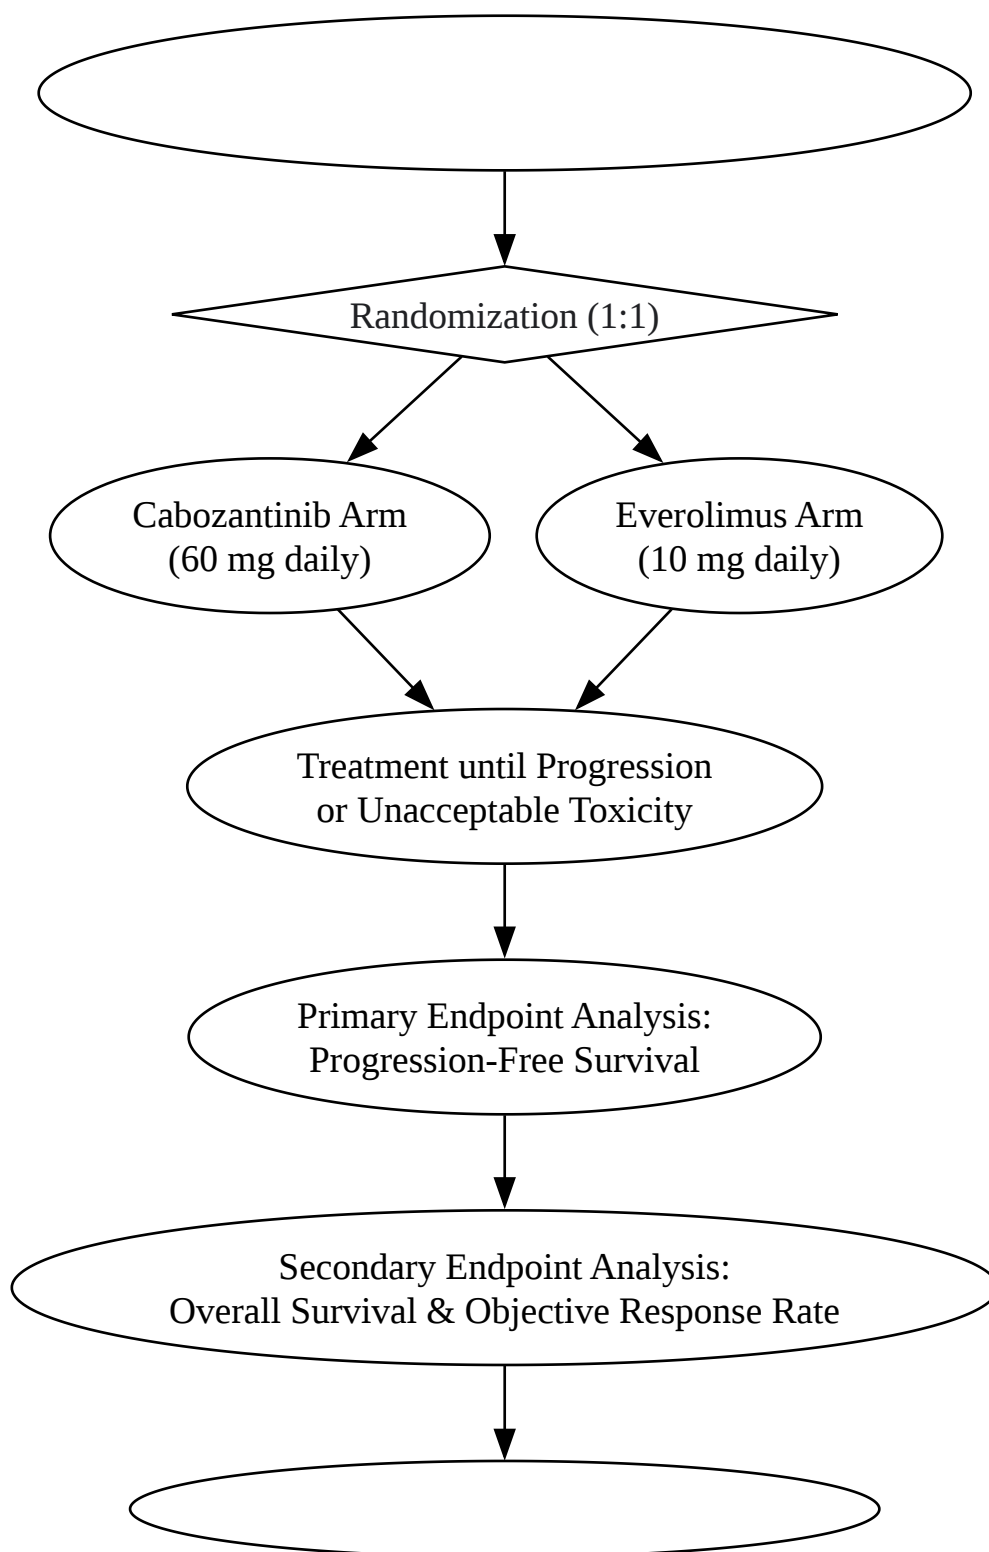 Randomization (1:1)
Cabozantinib Arm
(60 mg daily)
Everolimus Arm
(10 mg daily)
Treatment until Progression
or Unacceptable Toxicity
Primary Endpoint Analysis:
Progression-Free Survival
Secondary Endpoint Analysis:
Overall Survival & Objective Response Rate